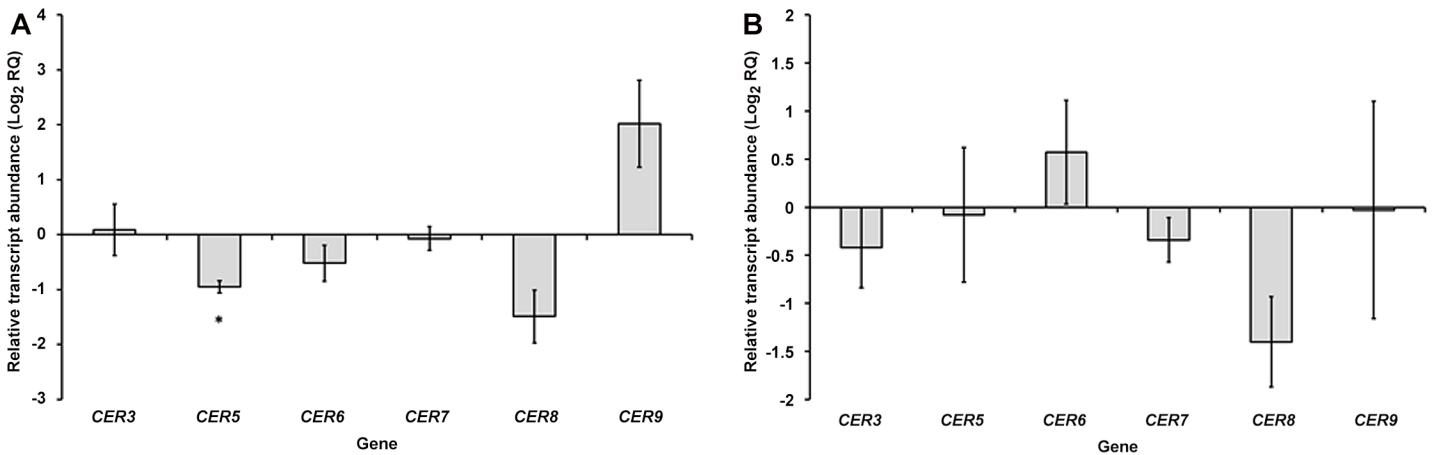 A
Relative transcript abundance (Log2 RQ)
4
3
2
1
0
-1
-2
-3
*
CER3 CER5 CER6 CER7 CER8 CER9
Gene
B
Relative transcript abundance (Log2 RQ)
2
1.5
1
0.5
0
-0.5
-1
-1.5
-2
CER3 CER5 CER6 CER7 CER8 CER9
Gene